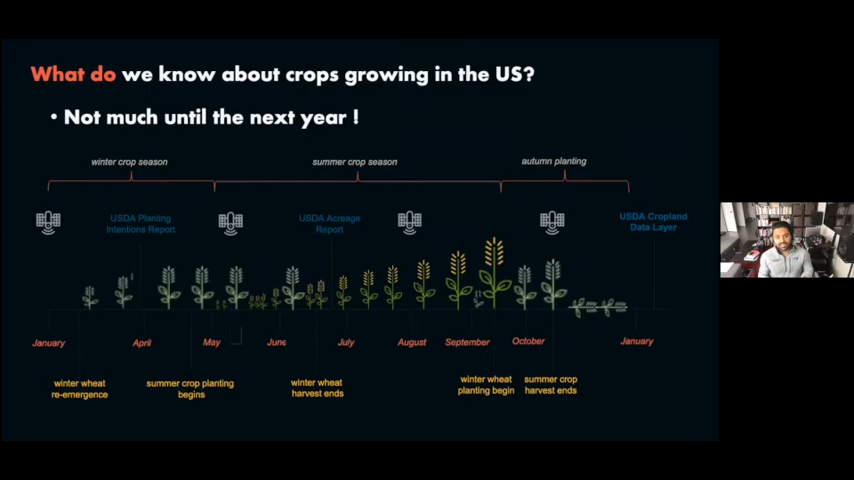 What do we know about crops growing in the US?
• Not much until the next year !
winter crop season
summer crop season
autumn planting
USDA Planting
Intentions Report
USDA Acreage
Report
USDA Cropland
Data Layer
January
April
May
June
July
August
September
October
January
winter wheat
re-emergence
summer crop planting
begins
winter wheat
harvest ends
winter wheat
planting begin
summer crop
harvest ends